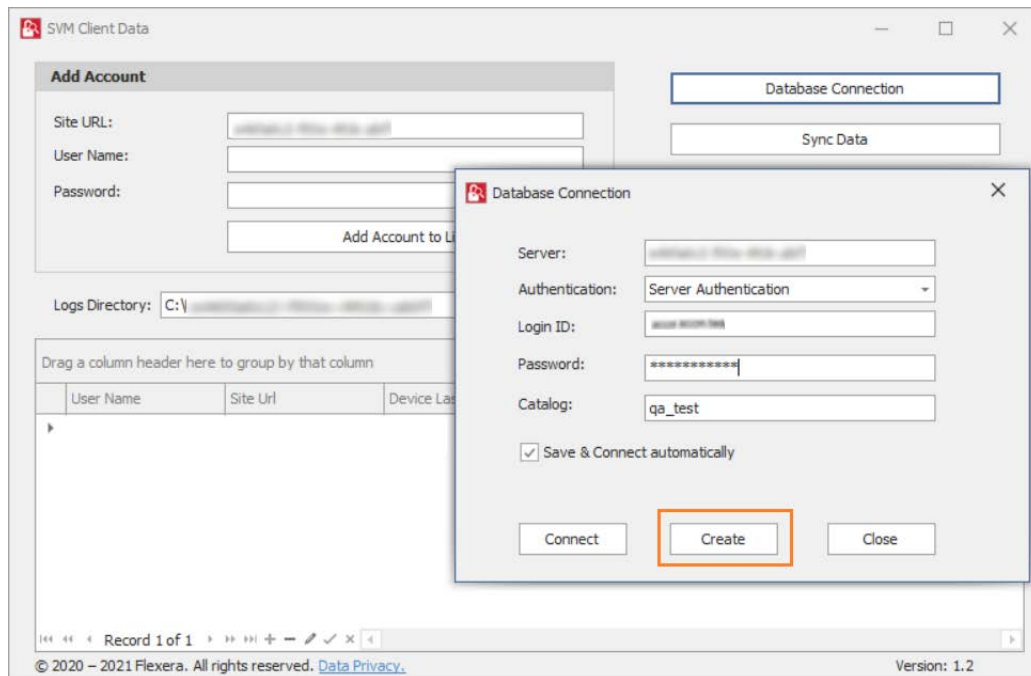 SVM Client Data
Add Account
Database Connection
Site URL:
Sync Data
User Name:
Password:
Add Account to Li
Logs Directory: C:\
Drag a column header here to group by that column
User Name Site Url Device Las
Database Connection
Server:
Authentication: Server Authentication
Login ID:
Password: ***********
Catalog: qa_test
Save & Connect automatically
Connect Create Close
Record 1 of 1
© 2020 – 2021 Flexera. All rights reserved. Data Privacy. Version: 1.2